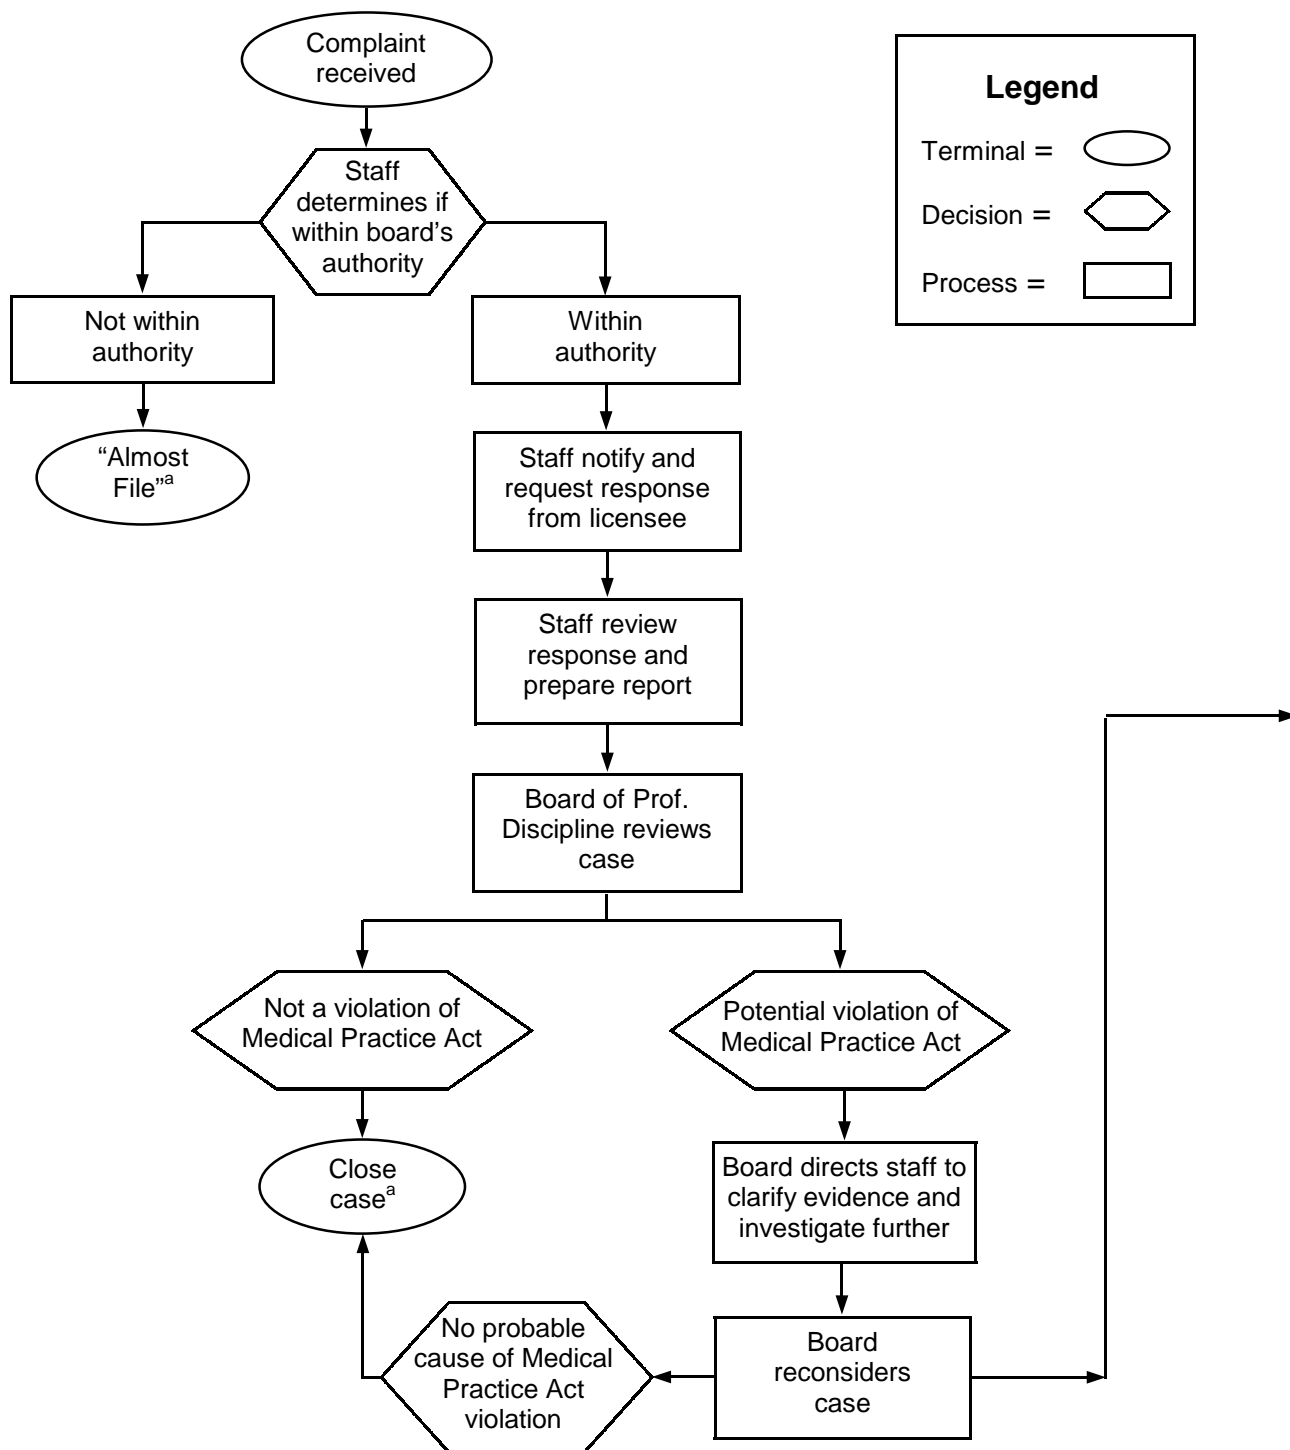 Complaint
received
Legend
Terminal =
Decision =
Process =
Staff
determines if
within board’s
authority
Not within
authority
Within
authority
“Almost
File”a
Staff notify and
request response
from licensee
Staff review
response and
prepare report
Board of Prof.
Discipline reviews
case
Not a violation of
Medical Practice Act
Potential violation of
Medical Practice Act
Close
casea
Board directs staff to
clarify evidence and
investigate further
No probable
cause of Medical
Practice Act
violation
Board
reconsiders
case